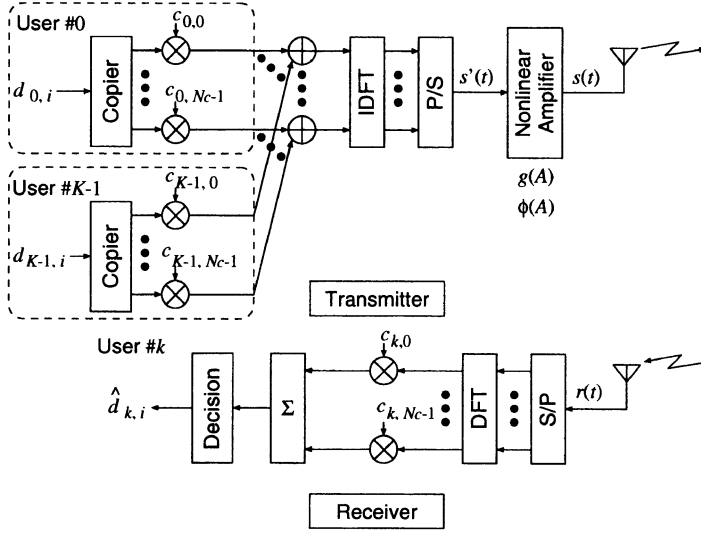 User #0
c0,0
d0, i
Copier
c0, Nc-1
IDFT
P/S
s'(t)
Nonlinear
Amplifier
s(t)
g(A)
ϕ(A)
User #K-1
cK-1, 0
dK-1, i
Copier
cK-1, Nc-1
Transmitter
User #k
ck,0
d̂ k, i
Decision
Σ
ck, Nc-1
DFT
S/P
r(t)
Receiver